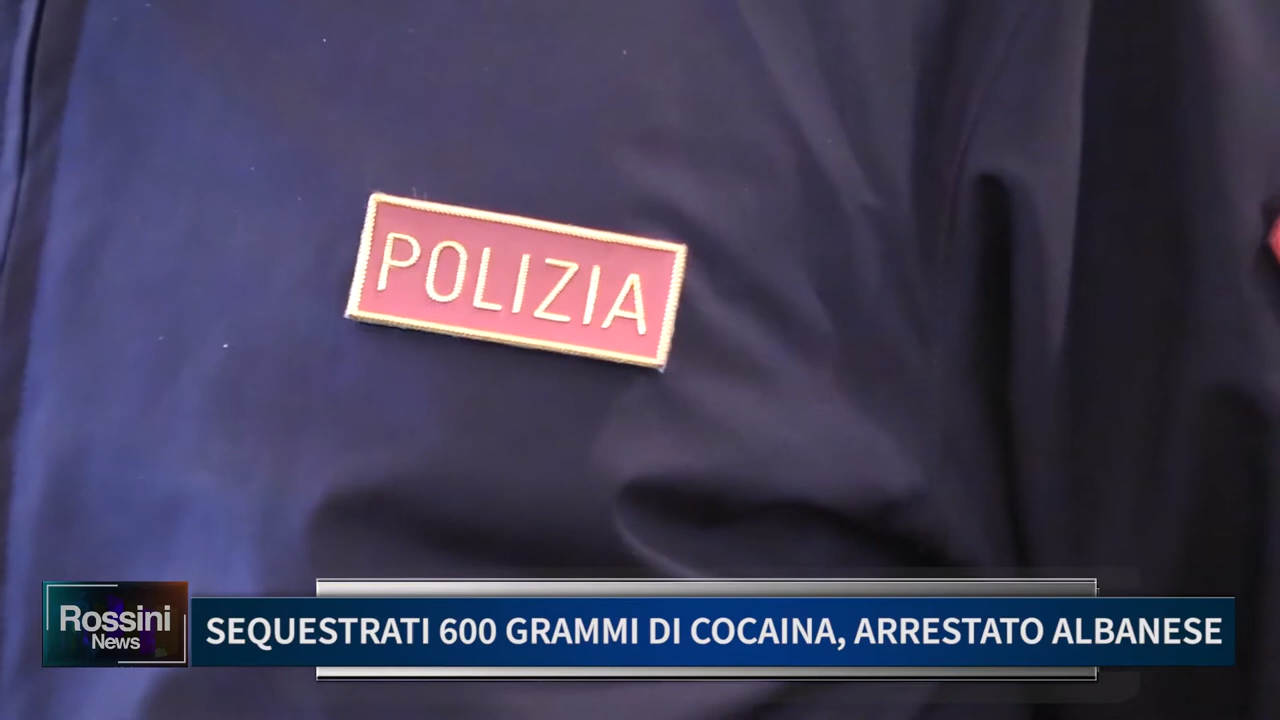 POLIZIA
Rossini
News
SEQUESTRATI 600 GRAMMI DI COCAINA, ARRESTATO ALBANESE